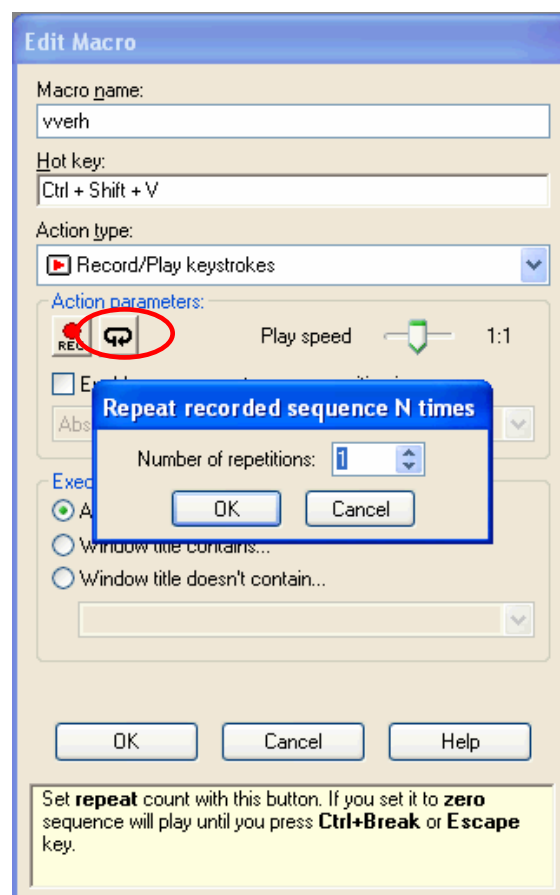 Edit Macro
Macro name:
vverh
Hot key:
Ctrl + Shift + V
Action type:
Record/Play keystrokes
Action parameters:
REC
Play speed
1:1
Repeat recorded sequence N times
Number of repetitions: 1
OK Cancel
Window title contains...
Window title doesn't contain...
OK Cancel Help
Set repeat count with this button. If you set it to zero
sequence will play until you press Ctrl+Break or Escape
key.